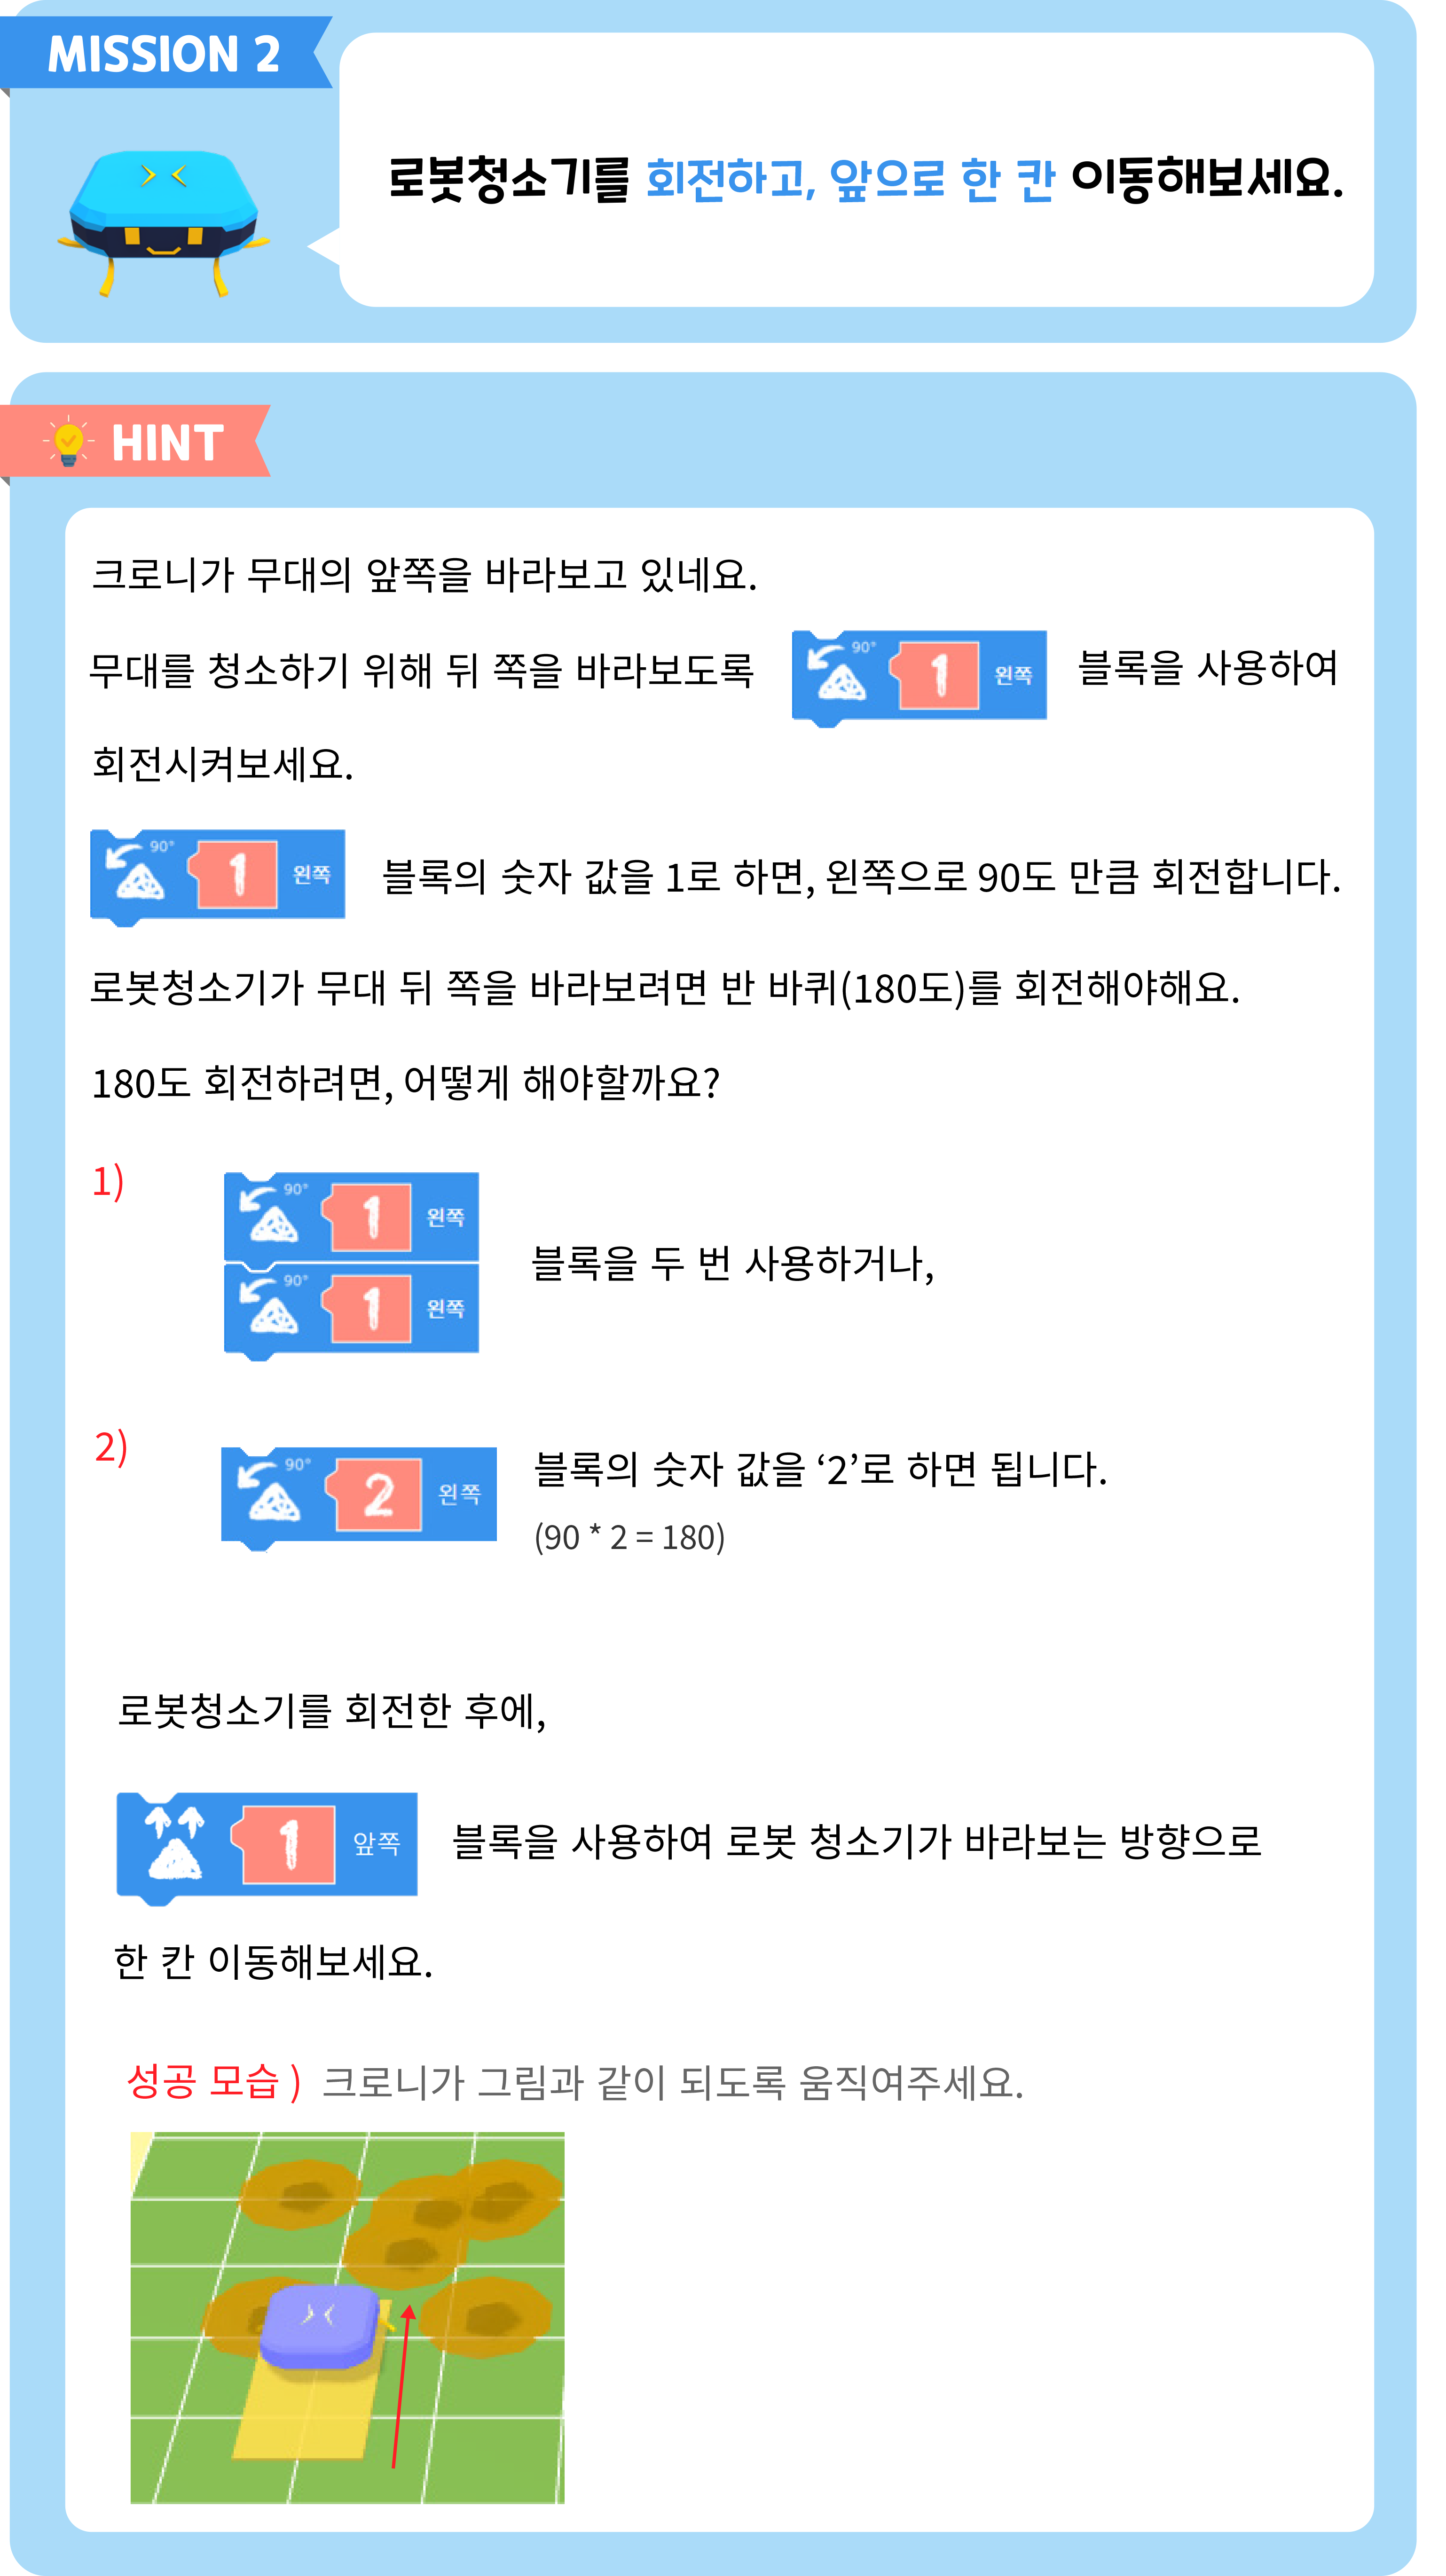 MISSION 2
로봇청소기를 회전하고, 앞으로 한 칸 이동해보세요.
HINT
크로니가 무대의 앞쪽을 바라보고 있네요.
무대를 청소하기 위해 뒤 쪽을 바라보도록 90° 1 왼쪽 블록을 사용하여
회전시켜보세요.
90° 1 왼쪽 블록의 숫자 값을 1로 하면, 왼쪽으로 90도 만큼 회전합니다.
로봇청소기가 무대 뒤 쪽을 바라보려면 반 바퀴(180도)를 회전해야해요.
180도 회전하려면, 어떻게 해야할까요?
1)
90° 1 왼쪽
블록을 두 번 사용하거나,
90° 1 왼쪽
2)
90° 2 왼쪽 블록의 숫자 값을 ‘2’로 하면 됩니다.
(90 * 2 = 180)
로봇청소기를 회전한 후에,
1 앞쪽 블록을 사용하여 로봇 청소기가 바라보는 방향으로
한 칸 이동해보세요.
성공 모습 ) 크로니가 그림과 같이 되도록 움직여주세요.